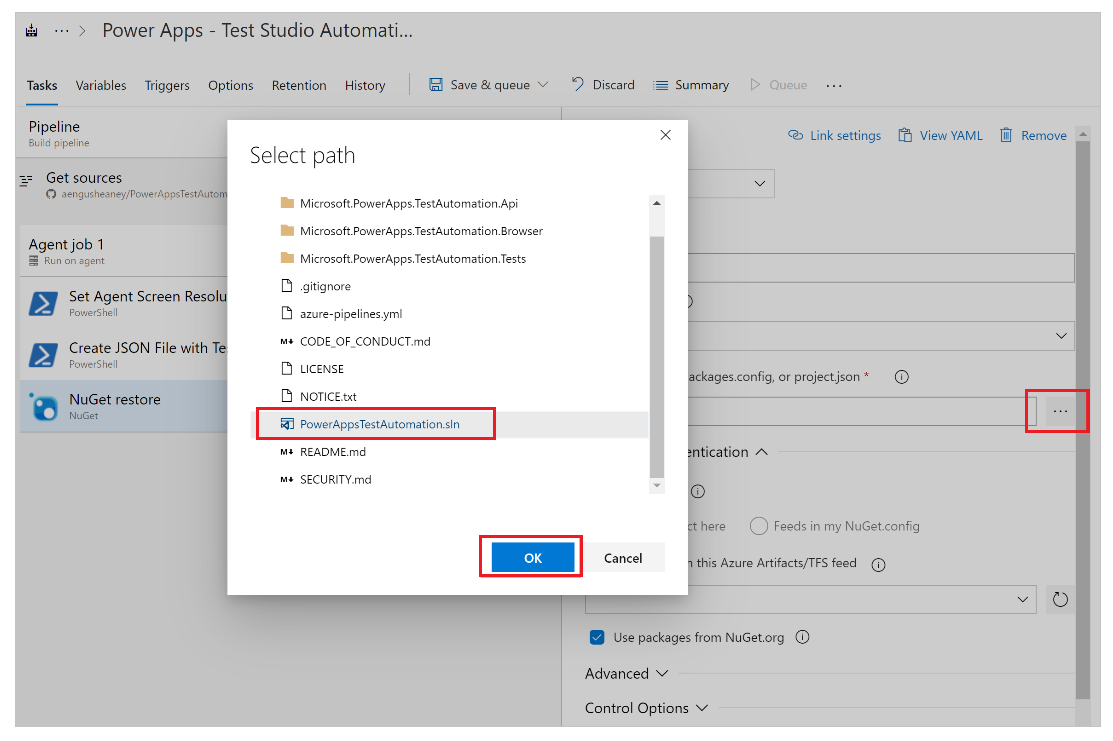 Power Apps - Test Studio Automati...
Tasks Variables Triggers Options Retention History Save & queue Discard Summary Queue ...
Pipeline
Build pipeline
Get sources
aengusheaney/PowerAppsTestAutom
Agent job 1
Run on agent
Set Agent Screen Resolu
PowerShell
Create JSON File with Te
PowerShell
NuGet restore
NuGet
Select path
Microsoft.PowerApps.TestAutomation.Api
Microsoft.PowerApps.TestAutomation.Browser
Microsoft.PowerApps.TestAutomation.Tests
.gitignore
azure-pipelines.yml
M↓ CODE_OF_CONDUCT.md
LICENSE
NOTICE.txt
PowerAppsTestAutomation.sln
M↓ README.md
M↓ SECURITY.md
OK Cancel
Link settings View YAML Remove
ackages.config, or project.json *
...
entication
ct here Feeds in my NuGet.config
this Azure Artifacts/TFS feed
Use packages from NuGet.org
Advanced
Control Options